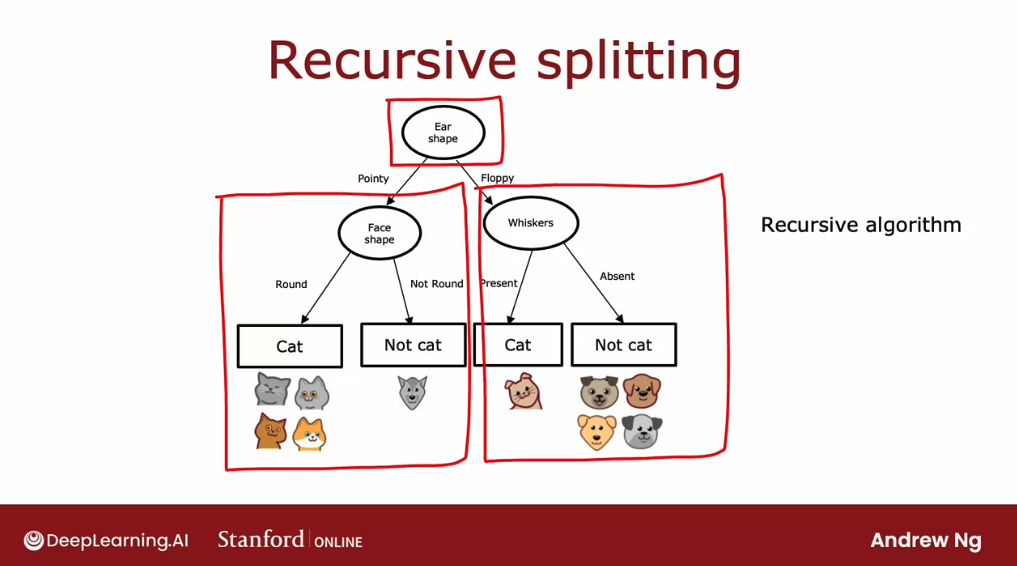 Recursive splitting
Ear
shape
Pointy
Floppy
Face
shape
Whiskers
Recursive algorithm
Round
Not Round
Present
Absent
Cat
Not cat
Cat
Not cat
DeepLearning.AI
Stanford ONLINE
Andrew Ng